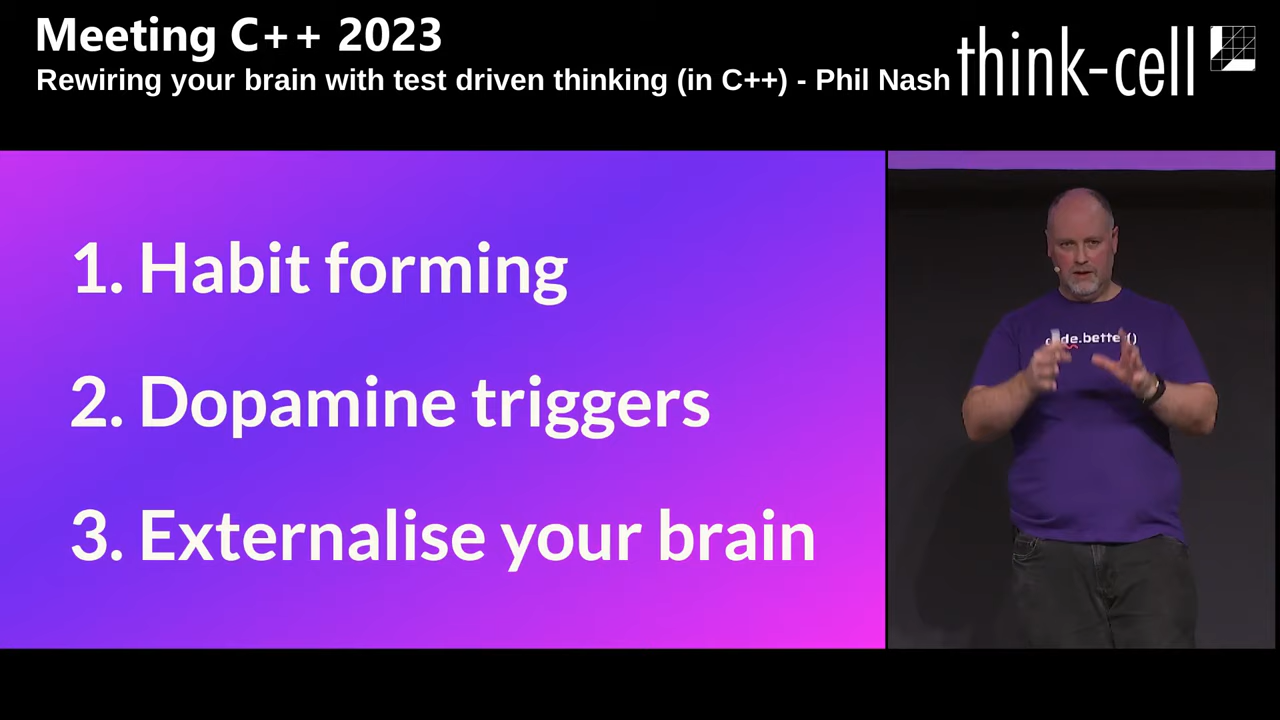 Meeting C++ 2023
Rewiring your brain with test driven thinking (in C++) - Phil Nash
think-cell
1. Habit forming
2. Dopamine triggers
3. Externalise your brain